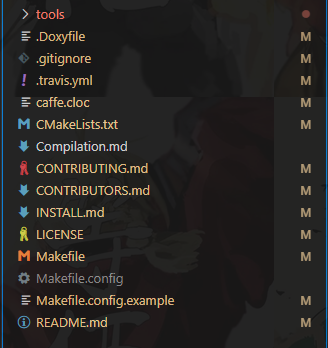 tools
.Doxyfile M
.gitignore M
.travis.yml M
caffe.cloc M
CMakeLists.txt M
Compilation.md
CONTRIBUTING.md M
CONTRIBUTORS.md M
INSTALL.md M
LICENSE M
Makefile M
Makefile.config
Makefile.config.example M
README.md M